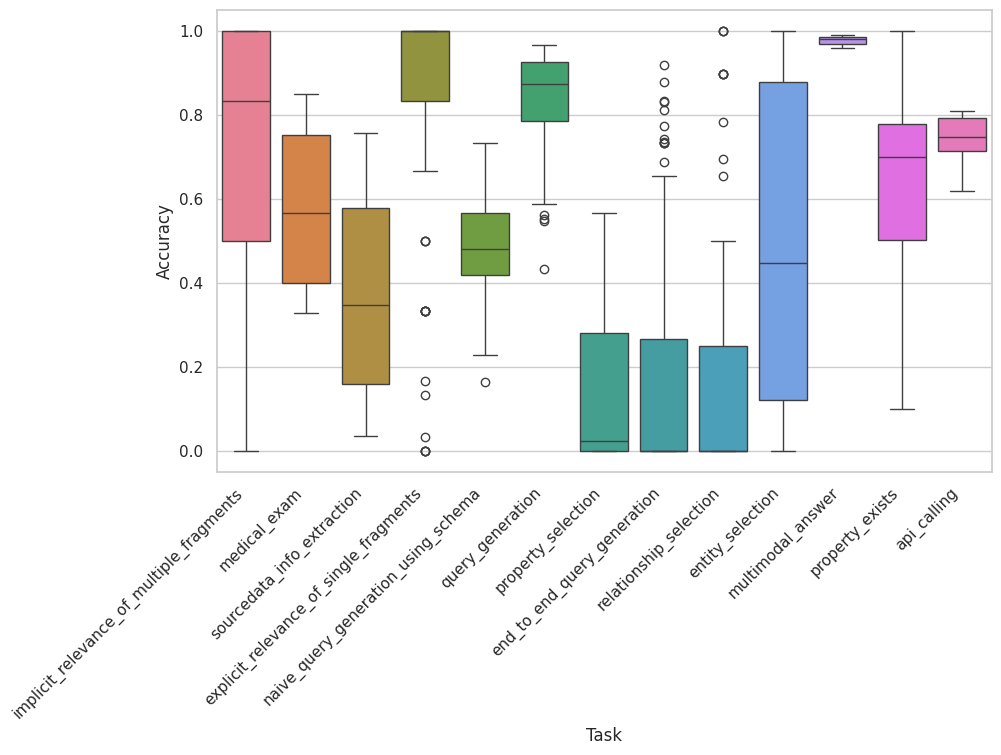 1.0
0.8
0.6
0.4
0.2
0.0
Accuracy
implicit_relevance_of_multiple_fragments
medical_exam
sourcedata_info_extraction
explicit_relevance_of_single_fragments
naive_query_generation_using_schema
query_generation
property_selection
end_to_end_query_generation
relationship_selection
entity_selection
multimodal_answer
property_exists
api_calling
Task